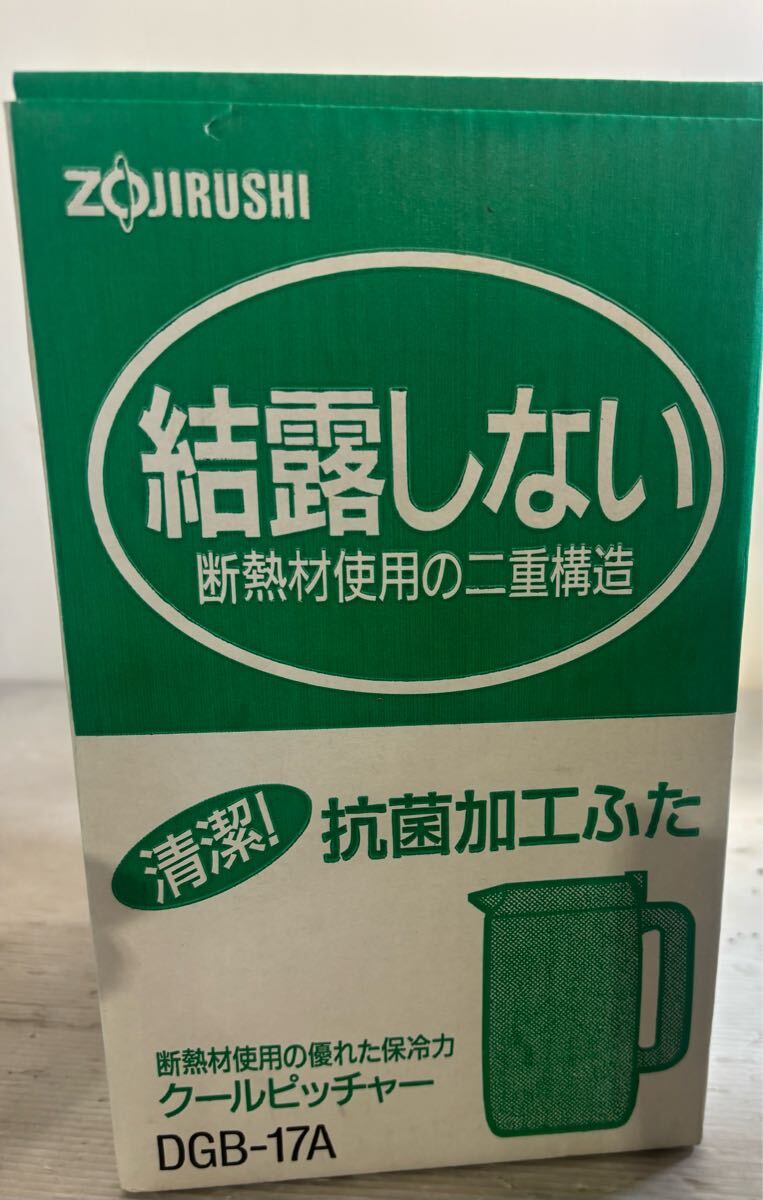 ZOJIRUSHI
結露しない
断熱材使用の二重構造
清潔!
抗菌加工ふた
断熱材使用の優れた保冷力
クールピッチャー
DGB-17A